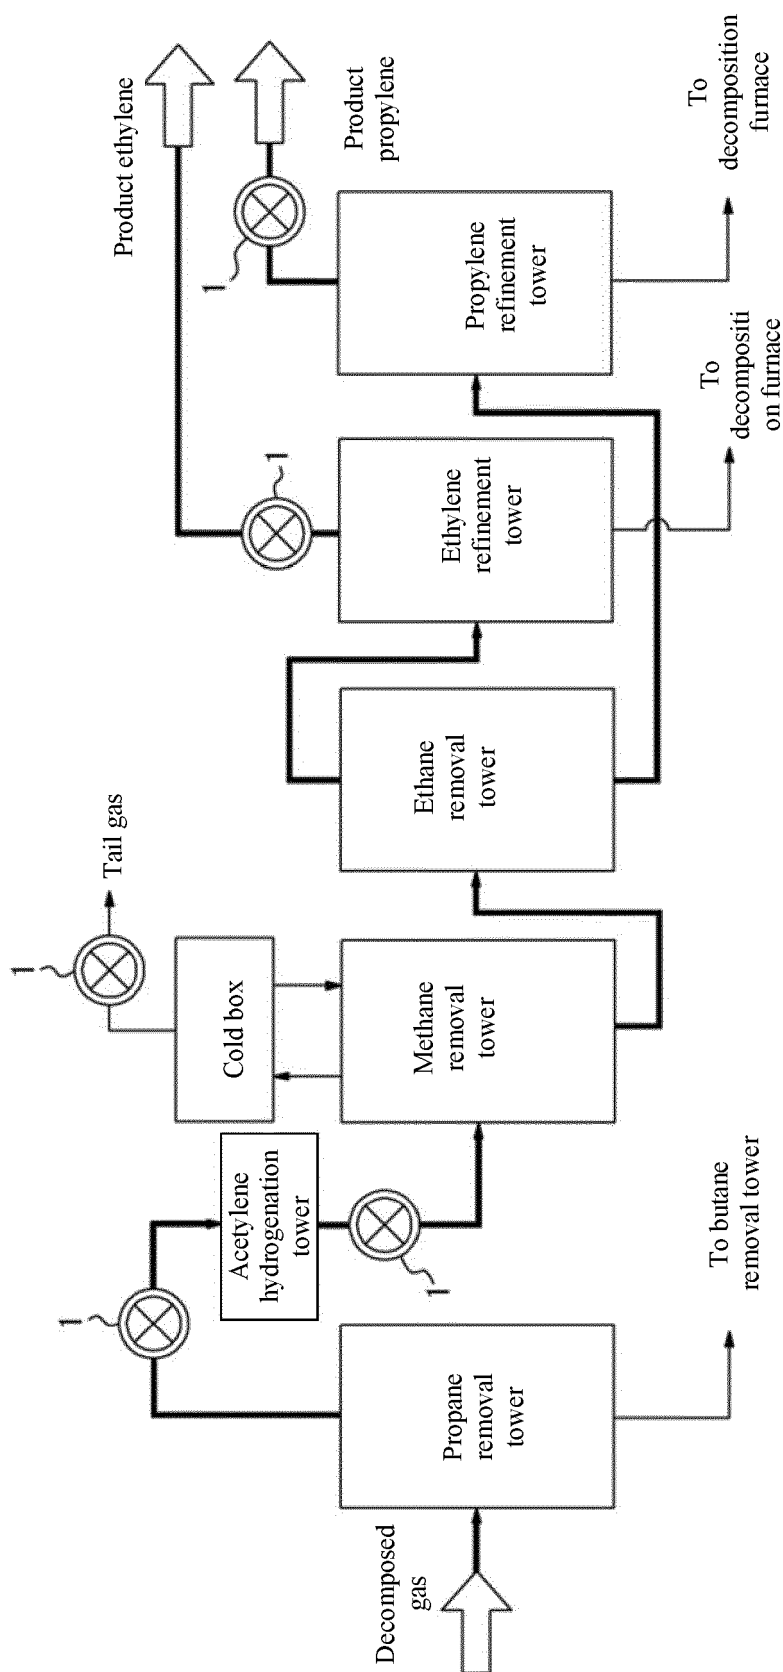 Decomposed
gas
Propane
removal
tower
To butane
removal tower
1
Acetylene
hydrogenation
tower
1
Cold box
1
Tail gas
Methane
removal
tower
Ethane
removal
tower
Ethylene
refinement
tower
1
To
decompositi
on furnace
Propylene
refinement
tower
1
To
decomposition
furnace
Product ethylene
Product
propylene